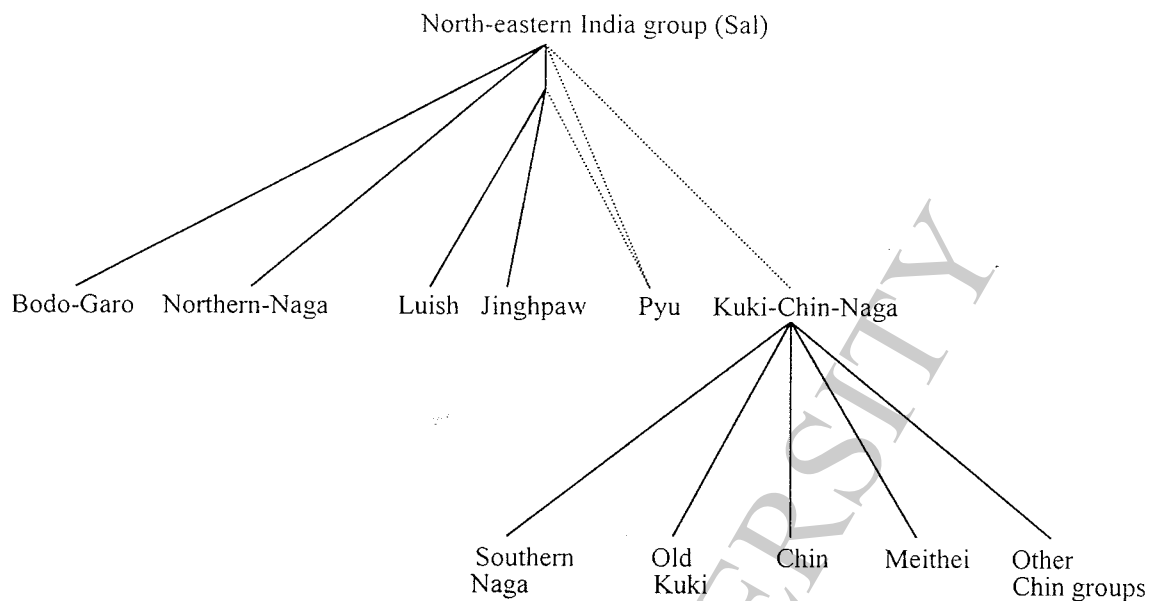 North-eastern India group (Sal)
Bodo-Garo Northern-Naga Luish Jinghpaw Pyu Kuki-Chin-Naga
Southern Naga
Old Kuki
Chin
Meithei
Other Chin groups
ERSITY